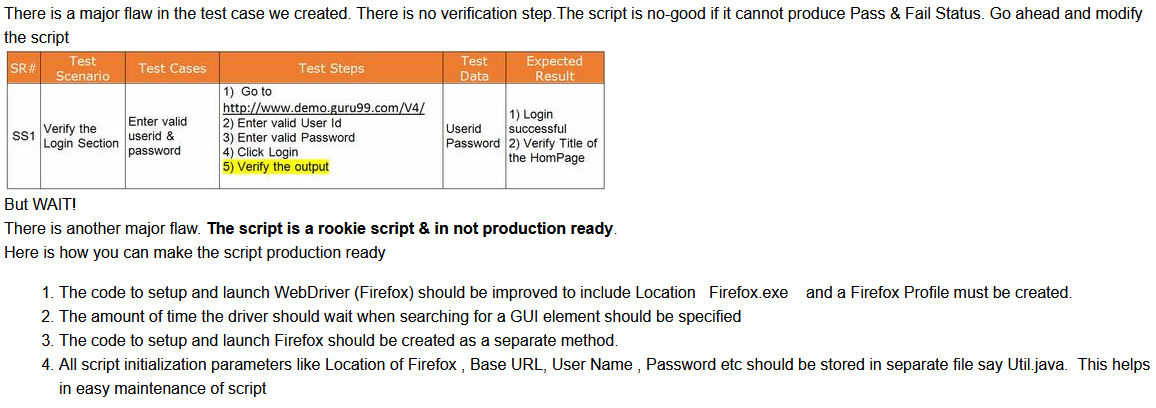 There is a major flaw in the test case we created. There is no verification step.The script is no-good if it cannot produce Pass & Fail Status. Go ahead and modify
the script
SR# Test Scenario Test Cases Test Steps Test Data Expected Result
SS1
Verify the
Login Section
Enter valid
userid &
password
1) Go to
http://www.demo.guru99.com/V4/
2) Enter valid User Id
3) Enter valid Password
4) Click Login
5) Verify the output
Userid
Password
1) Login
successful
2) Verify Title of
the HomPage
But WAIT!
There is another major flaw. The script is a rookie script & in not production ready.
Here is how you can make the script production ready
1. The code to setup and launch WebDriver (Firefox) should be improved to include Location Firefox.exe and a Firefox Profile must be created.
2. The amount of time the driver should wait when searching for a GUI element should be specified
3. The code to setup and launch Firefox should be created as a separate method.
4. All script initialization parameters like Location of Firefox , Base URL, User Name , Password etc should be stored in separate file say Util.java. This helps
in easy maintenance of script